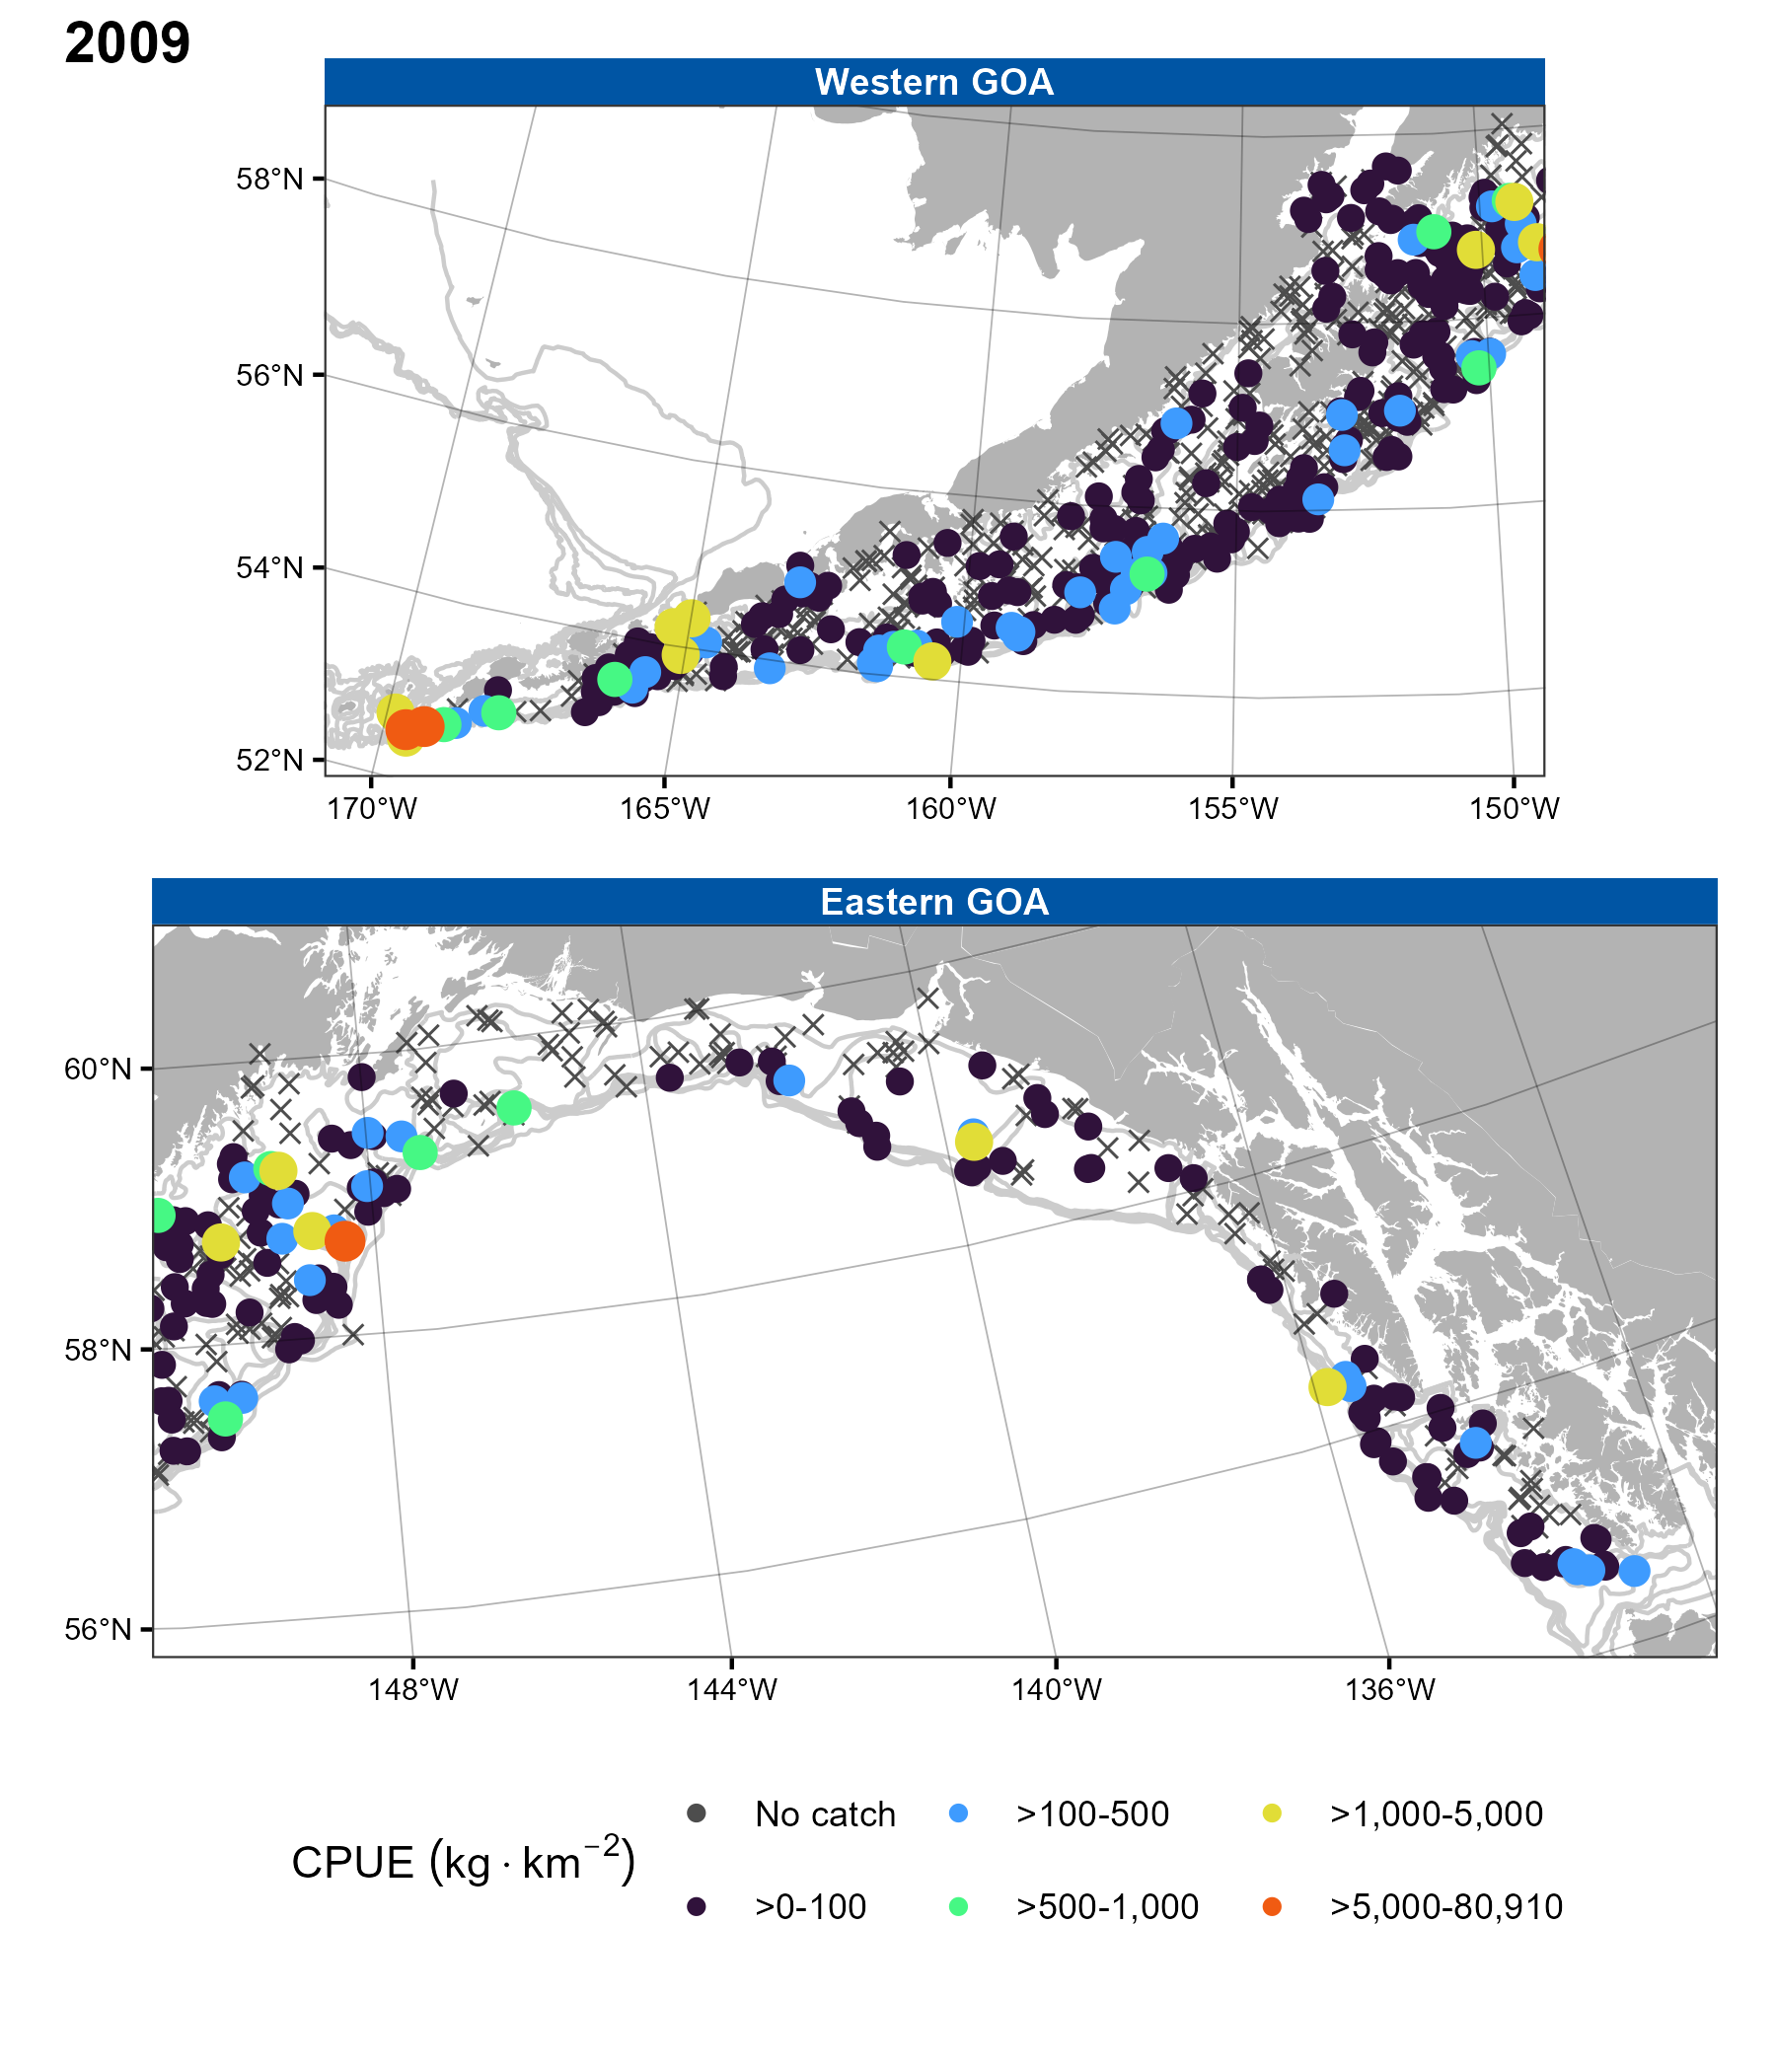 2009
Western GOA
58°N
56°N
54°N
52°N
170°W 165°W 160°W 155°W 150°W
Eastern GOA
60°N
58°N
56°N
148°W 144°W 140°W 136°W
CPUE (kg · km⁻²)
No catch >100-500 >1,000-5,000
>0-100 >500-1,000 >5,000-80,910